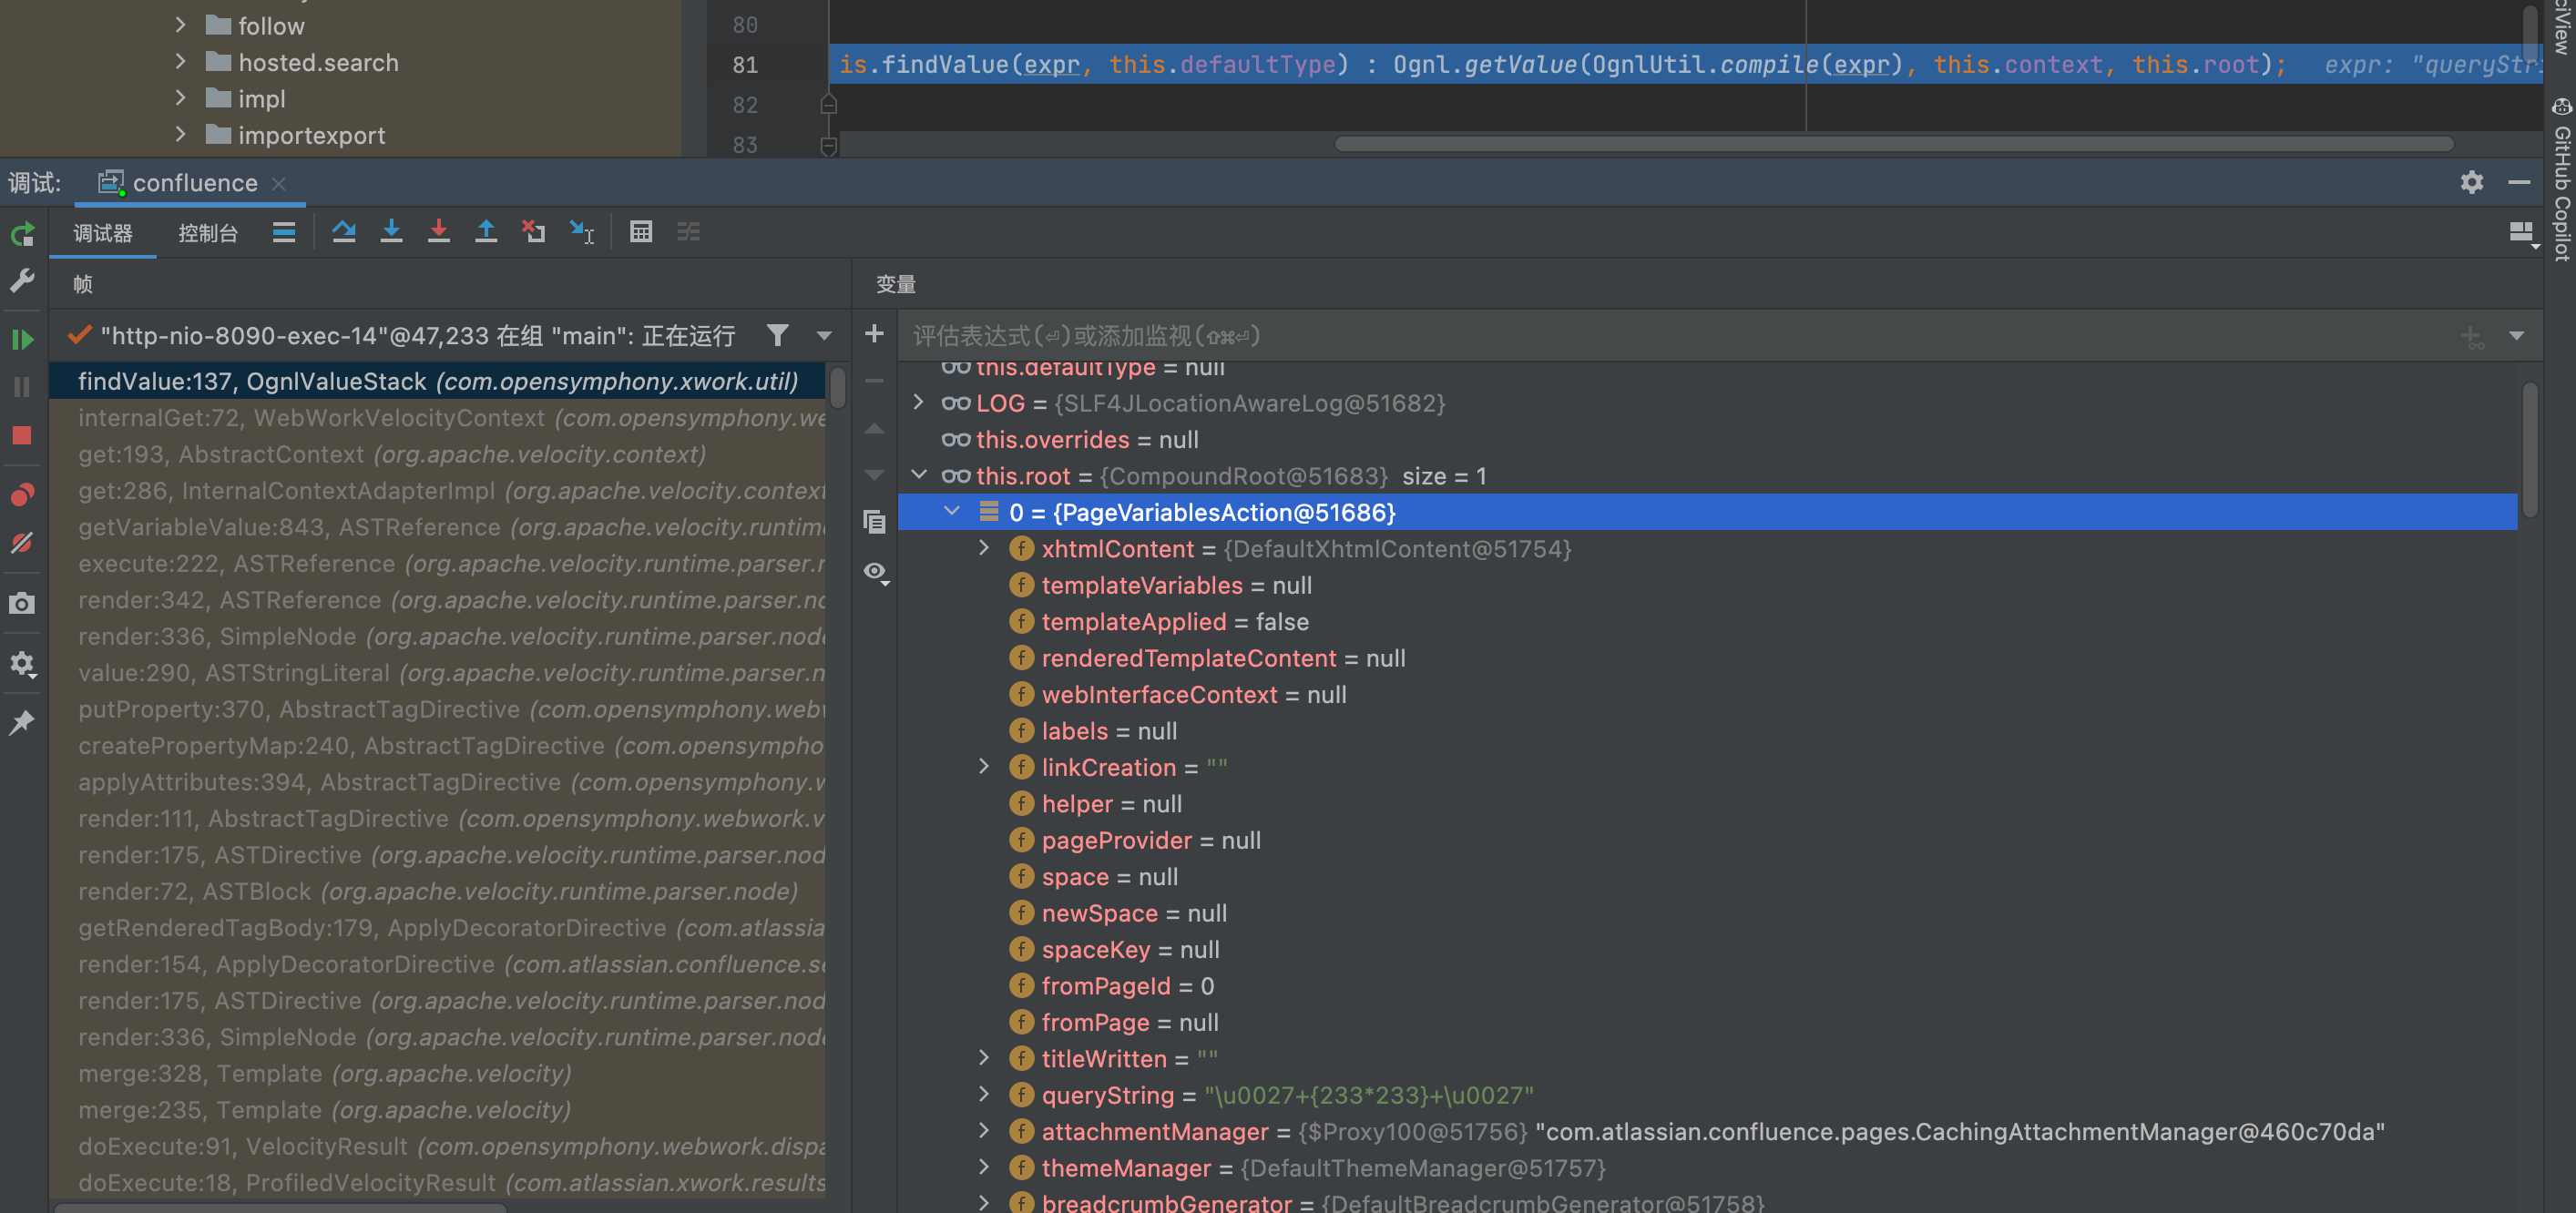 follow
hosted.search
impl
importexport
80
81 is.findValue(expr, this.defaultType) : Ognl.getValue(OgnlUtil.compile(expr), this.context, this.root); expr: "queryStri
82
83
ciView
GitHub Copilot
调试: confluence
调试器 控制台
帧
变量
"http-nio-8090-exec-14"@47,233 在组 "main": 正在运行
评估表达式(⏎)或添加监视(⇧⌘⏎)
findValue:137, OgnlValueStack (com.opensymphony.xwork.util)
internalGet:72, WebWorkVelocityContext (com.opensymphony.we
get:193, AbstractContext (org.apache.velocity.context)
get:286, InternalContextAdapterImpl (org.apache.velocity.context
getVariableValue:843, ASTReference (org.apache.velocity.runtime
execute:222, ASTReference (org.apache.velocity.runtime.parser.r
render:342, ASTReference (org.apache.velocity.runtime.parser.no
render:336, SimpleNode (org.apache.velocity.runtime.parser.node
value:290, ASTStringLiteral (org.apache.velocity.runtime.parser.n
putProperty:370, AbstractTagDirective (com.opensymphony.webw
createPropertyMap:240, AbstractTagDirective (com.opensympho
applyAttributes:394, AbstractTagDirective (com.opensymphony.w
render:111, AbstractTagDirective (com.opensymphony.webwork.v
render:175, ASTDirective (org.apache.velocity.runtime.parser.nod
render:72, ASTBlock (org.apache.velocity.runtime.parser.node)
getRenderedTagBody:179, ApplyDecoratorDirective (com.atlassia
render:154, ApplyDecoratorDirective (com.atlassian.confluence.se
render:175, ASTDirective (org.apache.velocity.runtime.parser.nod
render:336, SimpleNode (org.apache.velocity.runtime.parser.node
merge:328, Template (org.apache.velocity)
merge:235, Template (org.apache.velocity)
doExecute:91, VelocityResult (com.opensymphony.webwork.dispa
doExecute:18, ProfiledVelocityResult (com.atlassian.xwork.results
this.defaultType = null
LOG = {SLF4JLocationAwareLog@51682}
this.overrides = null
this.root = {CompoundRoot@51683} size = 1
0 = {PageVariablesAction@51686}
xhtmlContent = {DefaultXhtmlContent@51754}
templateVariables = null
templateApplied = false
renderedTemplateContent = null
webInterfaceContext = null
labels = null
linkCreation = ""
helper = null
pageProvider = null
space = null
newSpace = null
spaceKey = null
fromPageId = 0
fromPage = null
titleWritten = ""
queryString = "\u0027+{233*233}+\u0027"
attachmentManager = {$Proxy100@51756} "com.atlassian.confluence.pages.CachingAttachmentManager@460c70da"
themeManager = {DefaultThemeManager@51757}
breadcrumbGenerator = {DefaultBreadcrumbGenerator@51758}